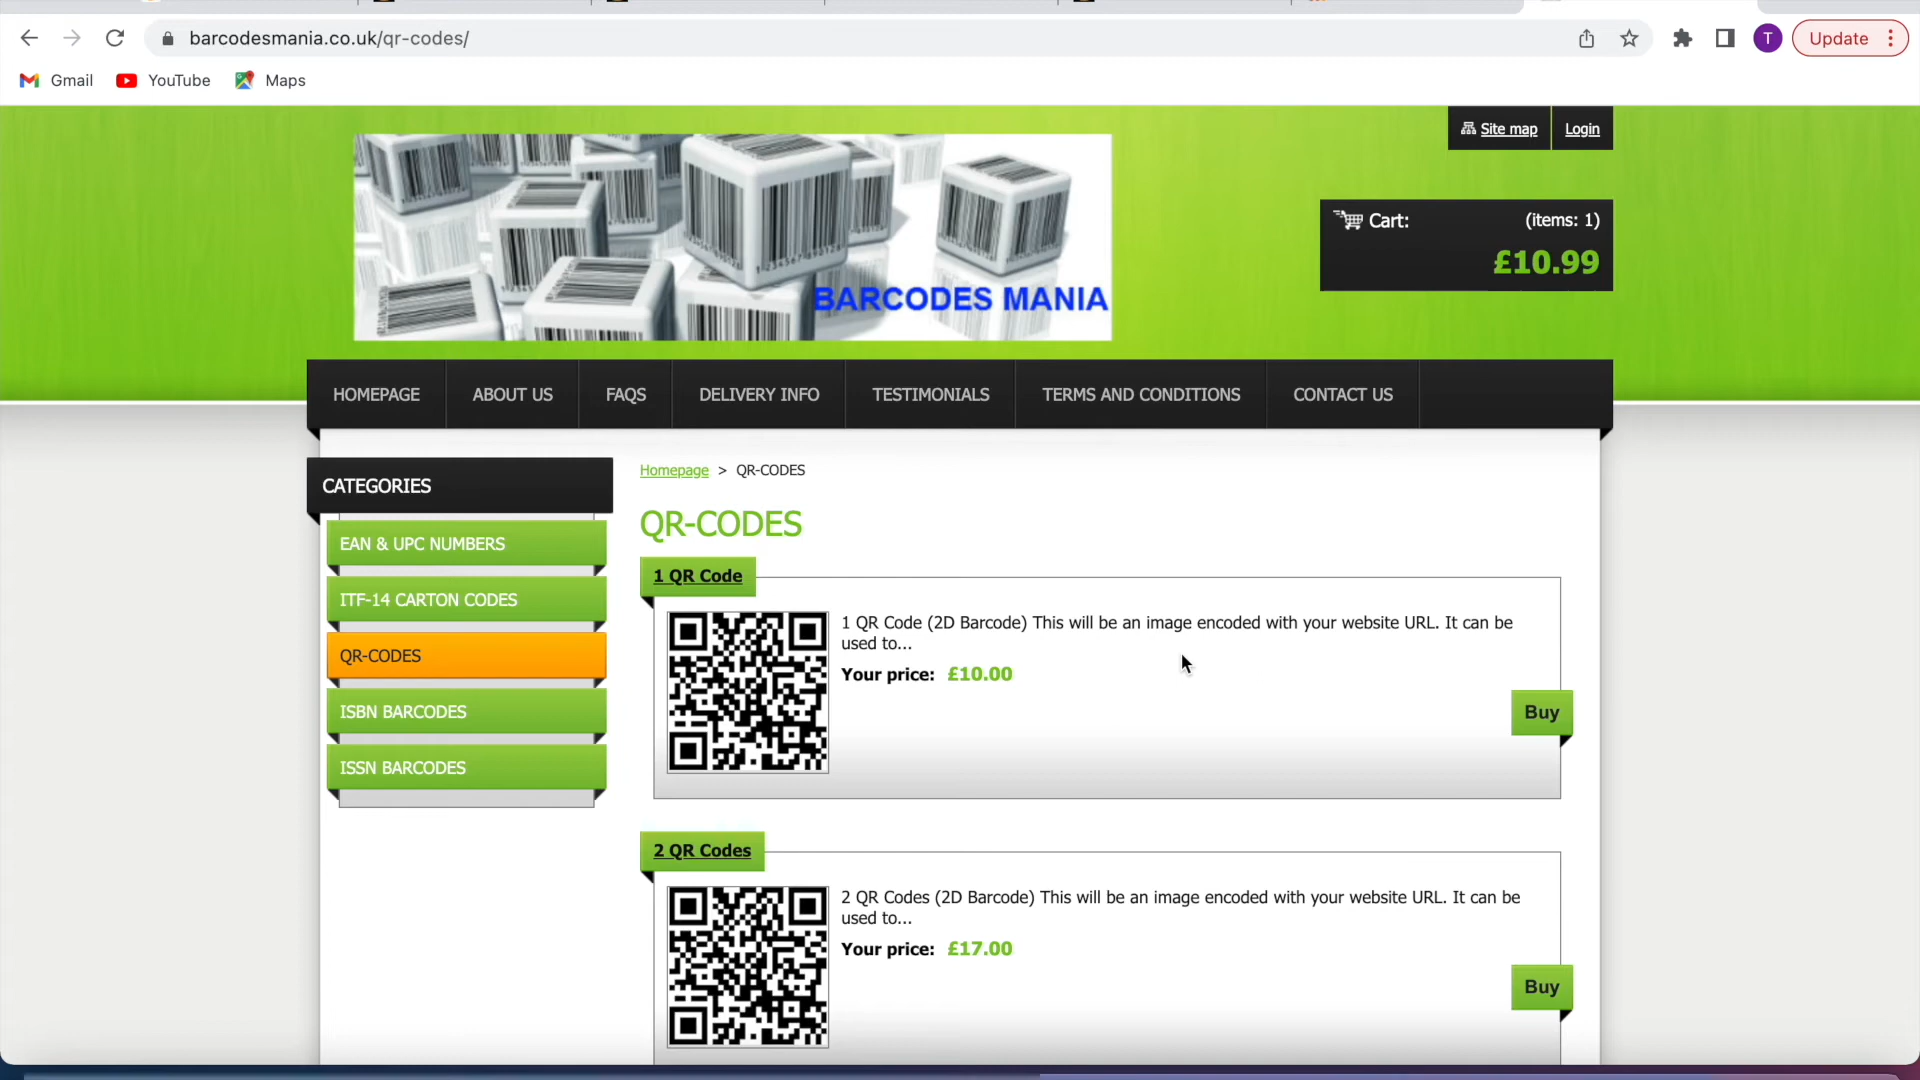 barcodesmania.co.uk/qr-codes/
T
Update
Gmail
YouTube
Maps
Site map
Login
Cart:
(items: 1)
£10.99
BARCODES MANIA
HOMEPAGE
ABOUT US
FAQS
DELIVERY INFO
TESTIMONIALS
TERMS AND CONDITIONS
CONTACT US
CATEGORIES
EAN & UPC NUMBERS
ITF-14 CARTON CODES
QR-CODES
ISBN BARCODES
ISSN BARCODES
Homepage > QR-CODES
QR-CODES
1 QR Code
1 QR Code (2D Barcode) This will be an image encoded with your website URL. It can be
used to...
Your price: £10.00
Buy
2 QR Codes
2 QR Codes (2D Barcode) This will be an image encoded with your website URL. It can be
used to...
Your price: £17.00
Buy